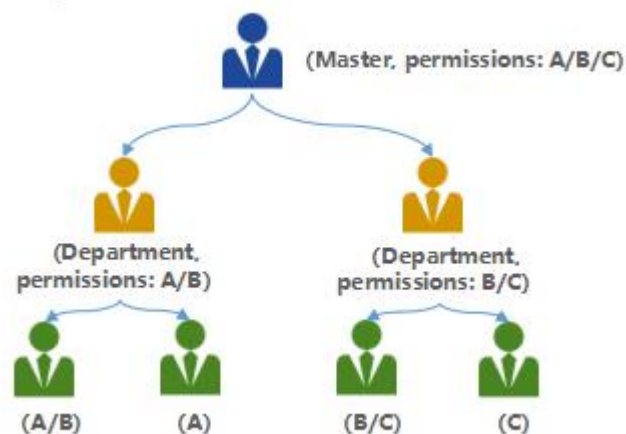 (Master, permissions: A/B/C)
(Department,
permissions: A/B)
(Department,
permissions: B/C)
(A/B)
(A)
(B/C)
(C)